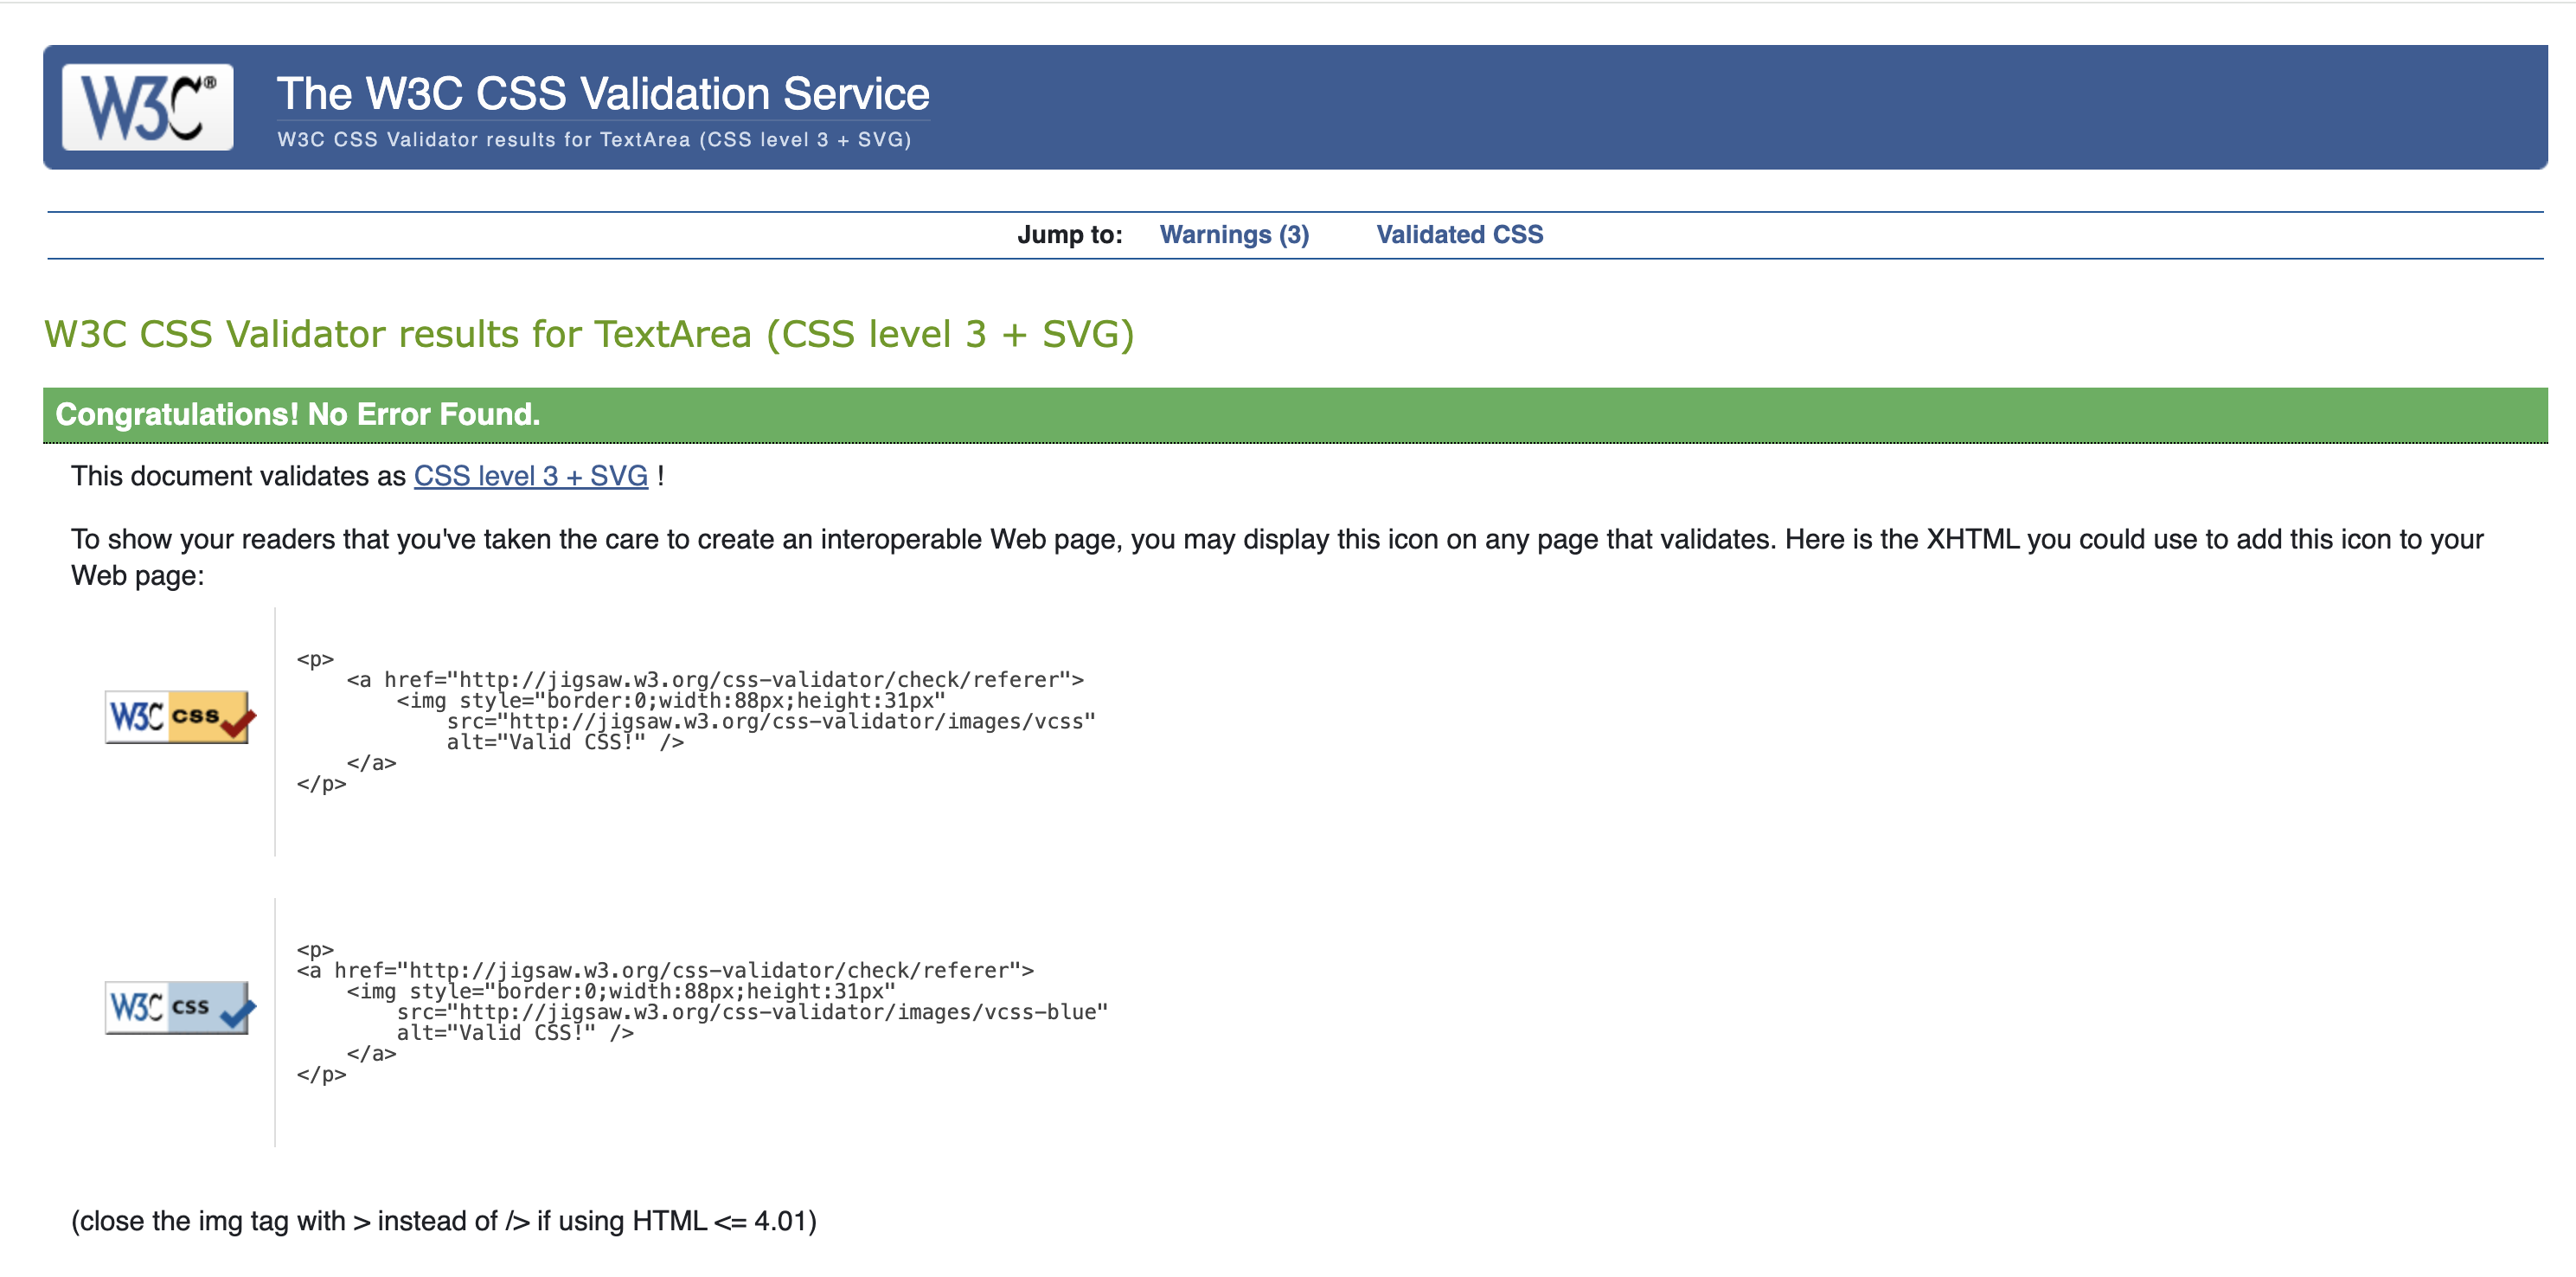 W3C®
The W3C CSS Validation Service
W3C CSS Validator results for TextArea (CSS level 3 + SVG)
Jump to: Warnings (3) Validated CSS
W3C CSS Validator results for TextArea (CSS level 3 + SVG)
Congratulations! No Error Found.
This document validates as CSS level 3 + SVG !
To show your readers that you've taken the care to create an interoperable Web page, you may display this icon on any page that validates. Here is the XHTML you could use to add this icon to your
Web page:
W3C css
<p>
    <a href="http://jigsaw.w3.org/css-validator/check/referer">
        <img style="border:0;width:88px;height:31px"
            src="http://jigsaw.w3.org/css-validator/images/vcss"
            alt="Valid CSS!" />
    </a>
</p>
W3C css
<p>
<a href="http://jigsaw.w3.org/css-validator/check/referer">
    <img style="border:0;width:88px;height:31px"
        src="http://jigsaw.w3.org/css-validator/images/vcss-blue"
        alt="Valid CSS!" />
    </a>
</p>
(close the img tag with > instead of /> if using HTML <= 4.01)